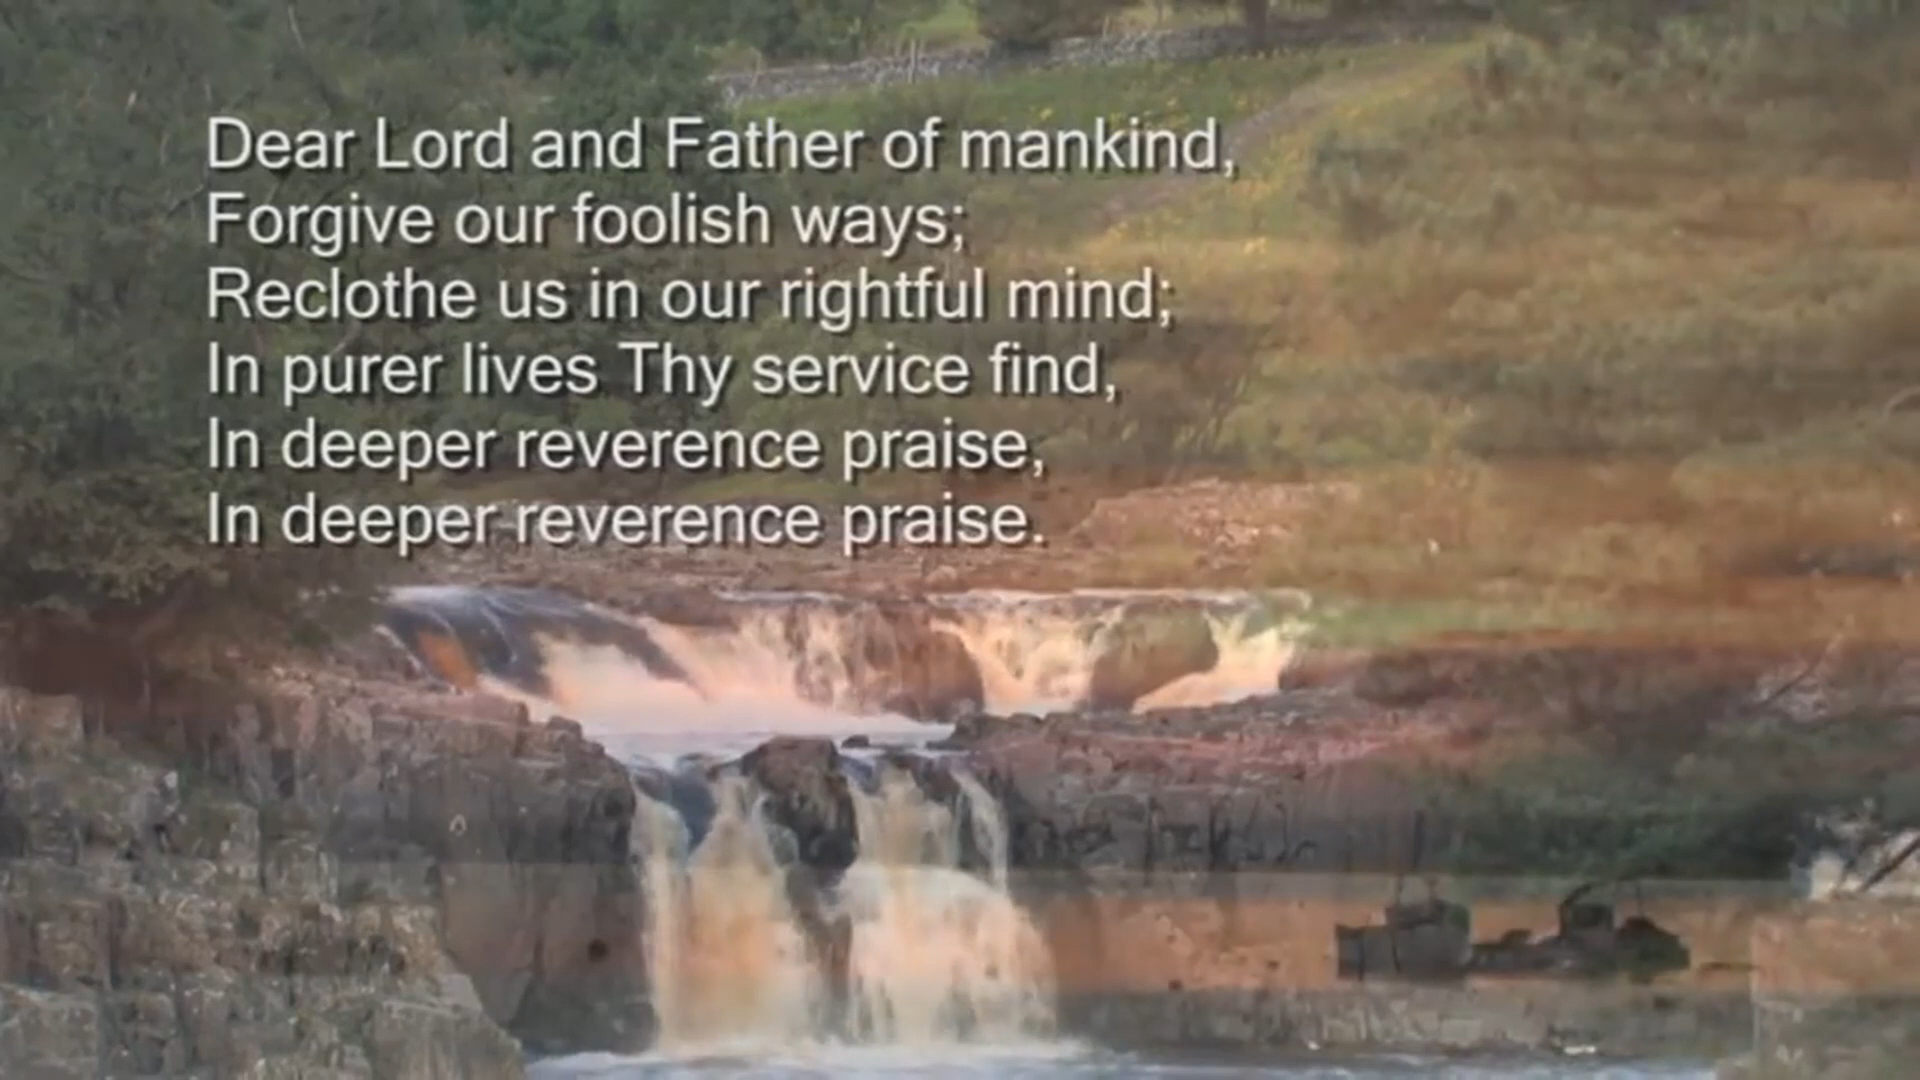 Dear Lord and Father of mankind,
Forgive our foolish ways;
Reclothe us in our rightful mind;
In purer lives Thy service find,
In deeper reverence praise,
In deeper reverence praise.